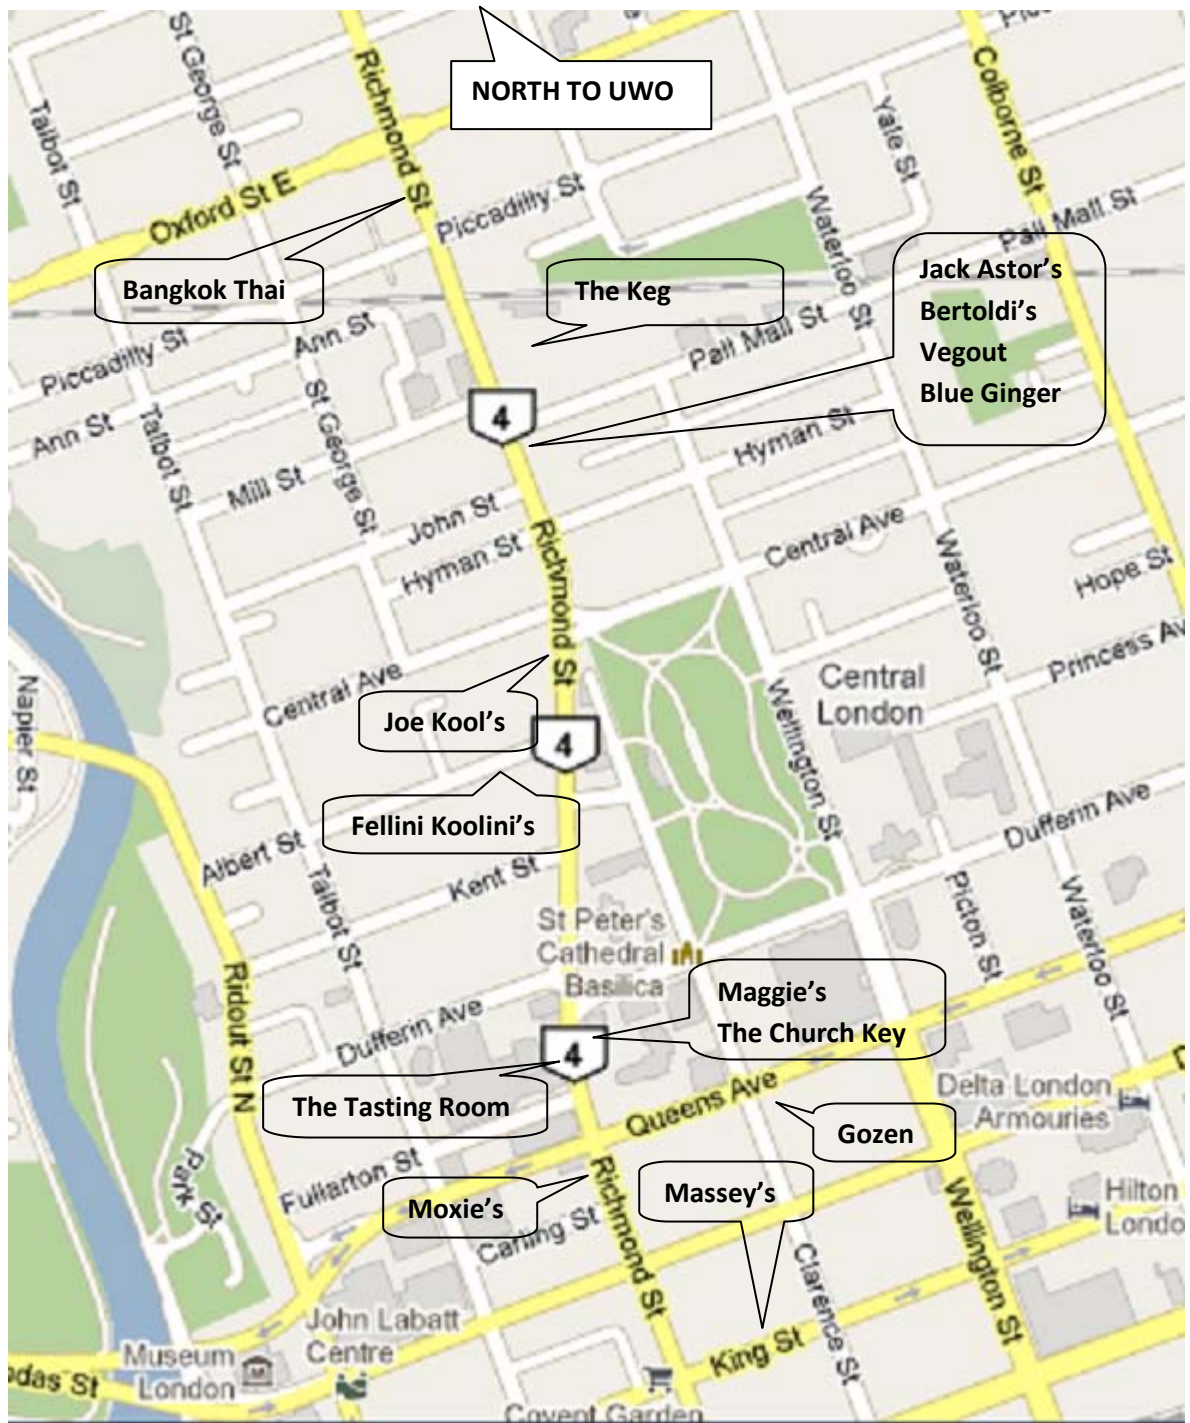 NORTH TO UWO
St George St
Richmond St
Colborne St
Talbot St
Yale St
Oxford St E
Piccadilly St
Waterloo St
Pall Mall St
Bangkok Thai
The Keg
Jack Astor's
Bertoldi's
Vegout
Blue Ginger
Piccadilly St
Ann St
Pall Mall St
4
Ann St
Talbot St
St George St
Hyman St
Mill St
John St
Hyman St
Richmond St
Central Ave
Waterloo St
Hope St
Princess Av
Central Ave
Napier St
Joe Kool's
Wellington St
Central
London
4
Fellini Koolini's
Albert St
Kent St
Dufferin Ave
Talbot St
Picton St
Waterloo St
St Peter's
Cathedral
Basilica
Ridout St N
Dufferin Ave
Maggie's
The Church Key
4
The Tasting Room
Queens Ave
Delta London
Armouries
Gozen
Park St
Fullarton St
Moxie's
Richmond St
Massey's
Carling St
Wellington St
Hilton
Londo
Clarence St
John Labatt
Centre
King St
Museum
London
ndas St
Covent Garden